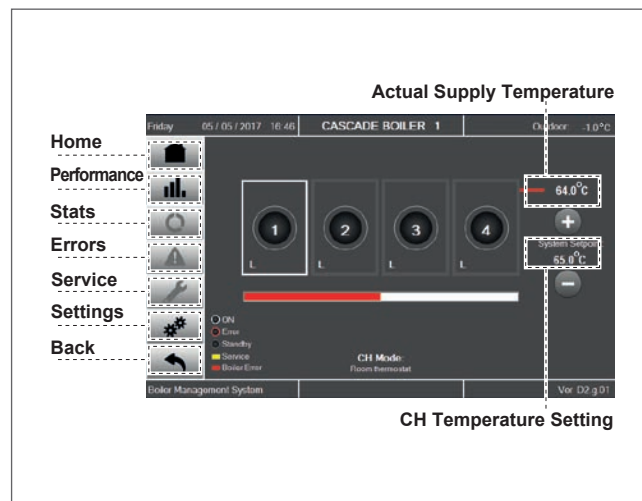 Actual Supply Temperature
Friday 05 / 05 / 2017 16:46 CASCADE BOILER 1 Outdoor: -1.0°C
Home
Performance
Stats
Errors
Service
Settings
Back
64.0°C
1 2 3 4
+
System Setpoint
65.0°C
L L L L
−
ON
Error
Standby
Service
Boiler Error
CH Mode:
Room thermostat
Boiler Management System Ver D2.g.01
CH Temperature Setting